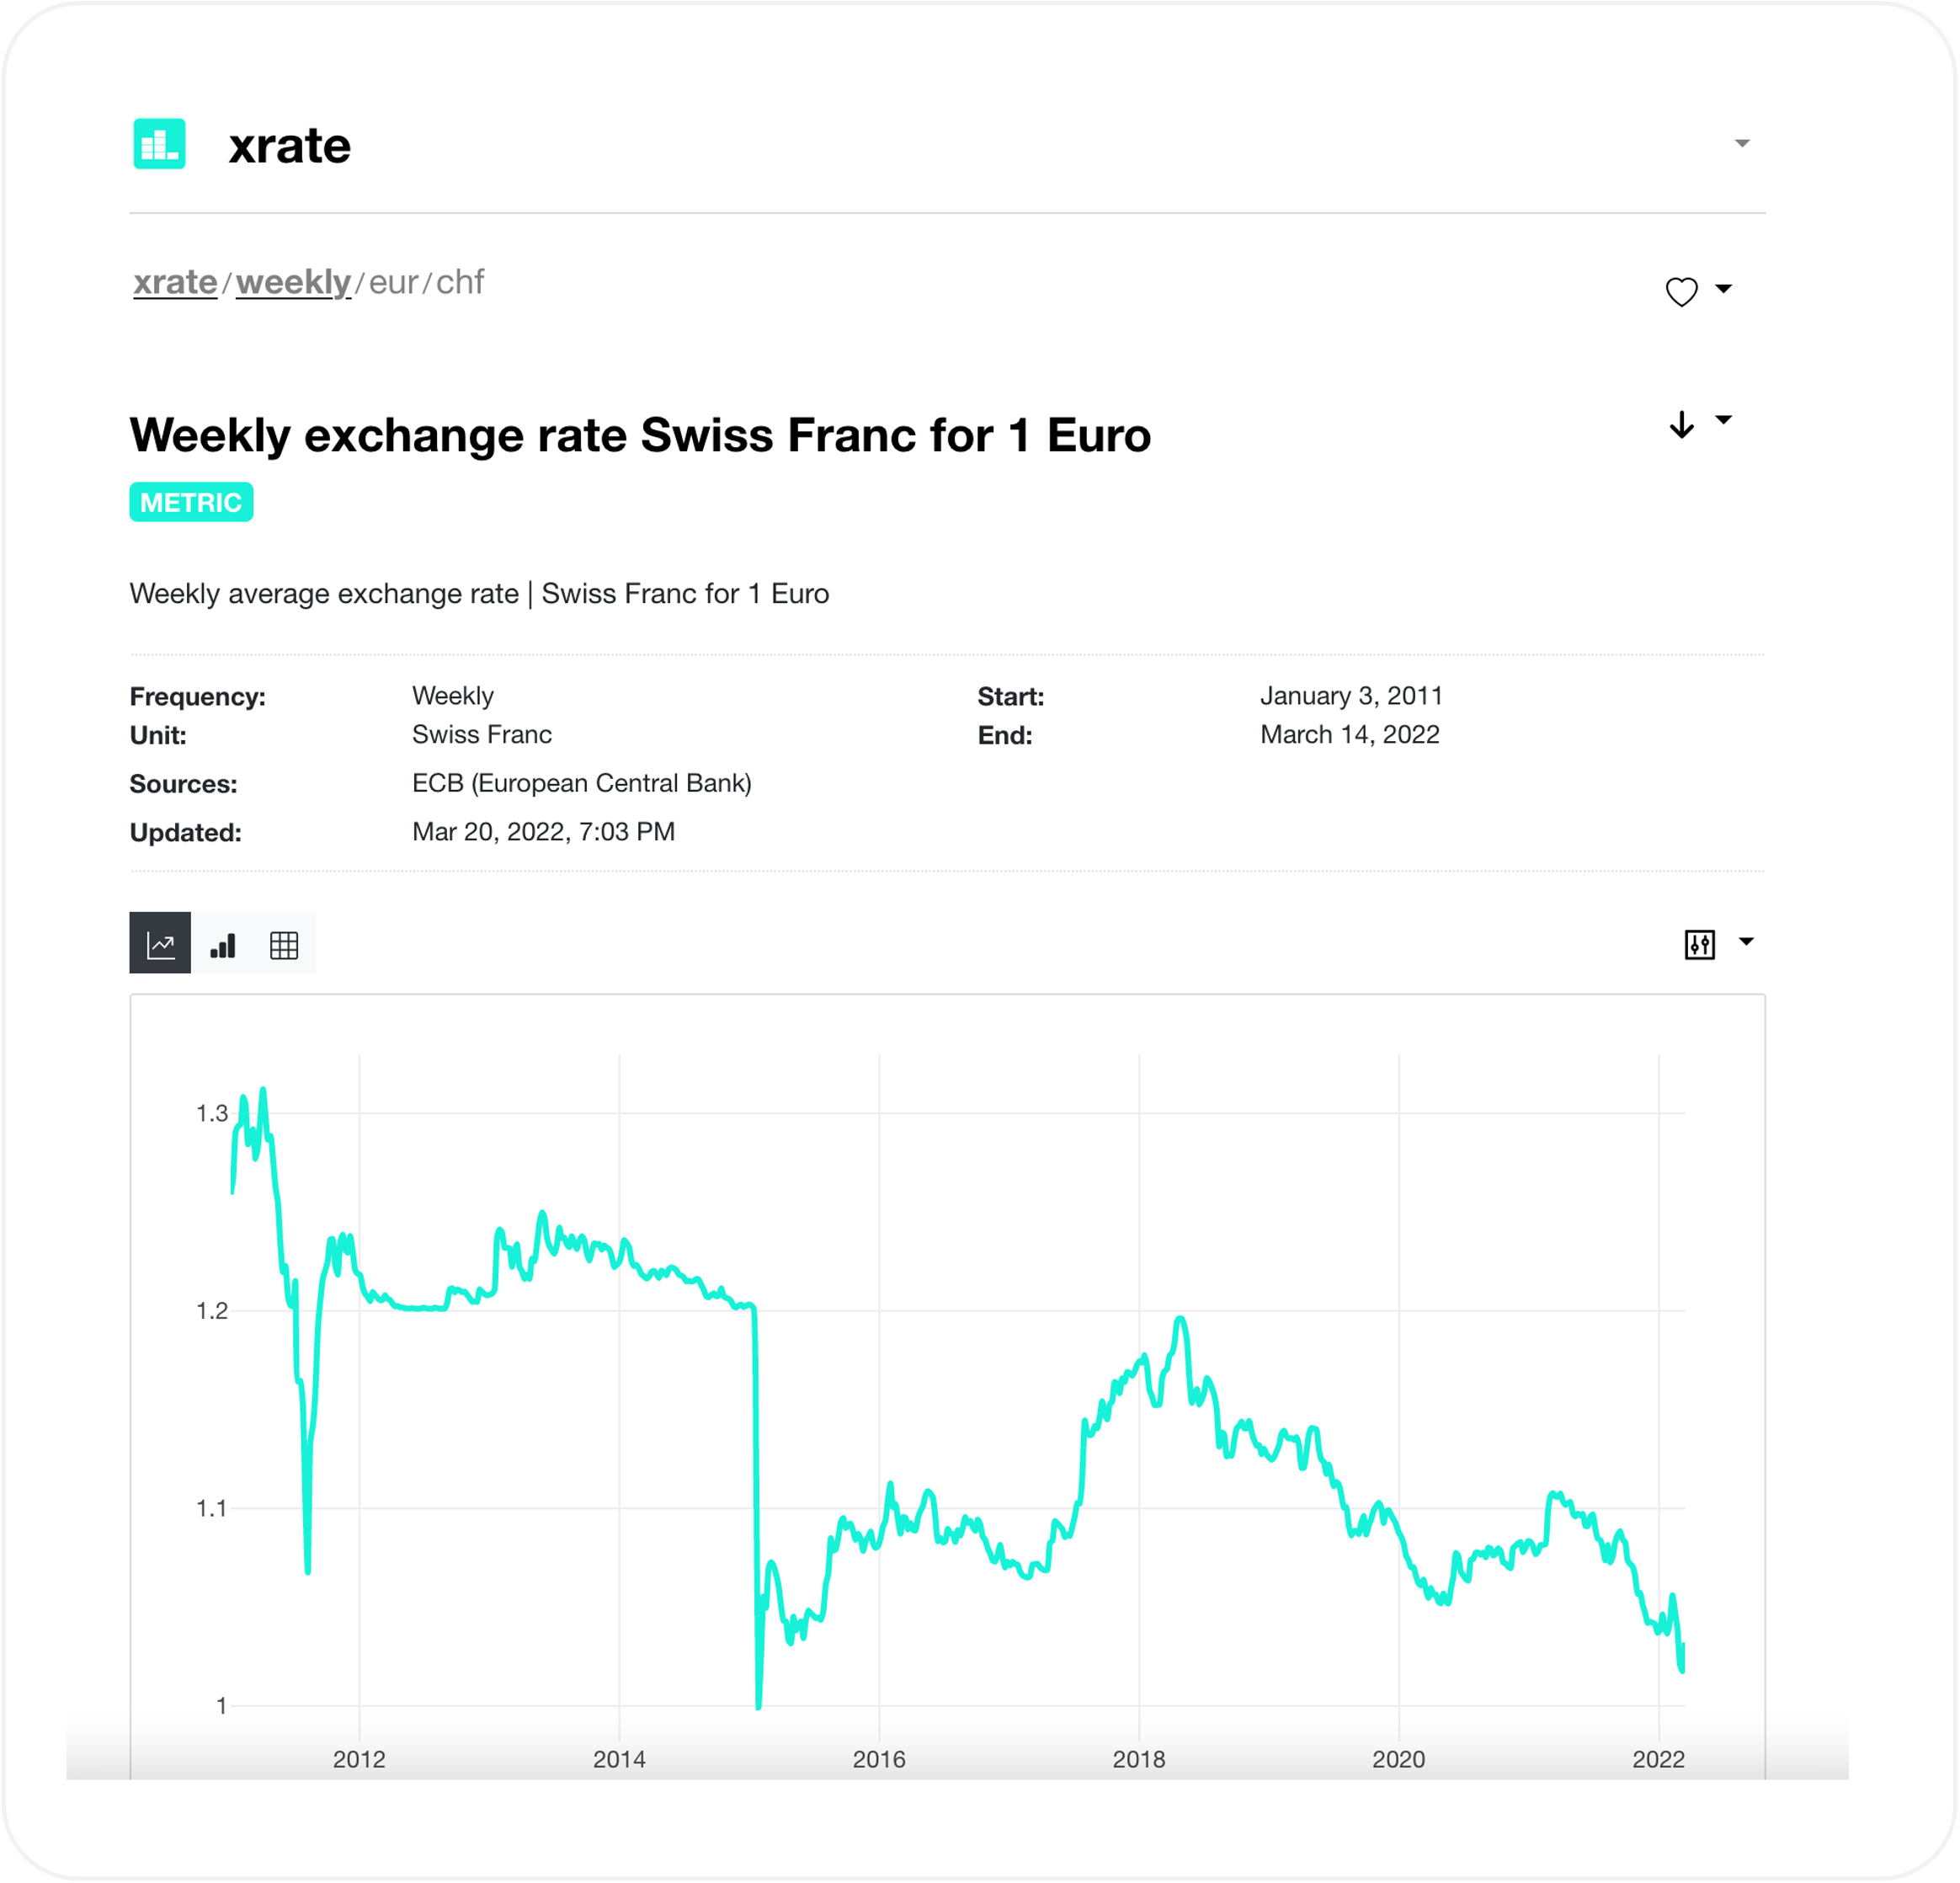 xrate
xrate/weekly/eur/chf
Weekly exchange rate Swiss Franc for 1 Euro
METRIC
Weekly average exchange rate | Swiss Franc for 1 Euro
Frequency: Weekly Start: January 3, 2011
Unit: Swiss Franc End: March 14, 2022
Sources: ECB (European Central Bank)
Updated: Mar 20, 2022, 7:03 PM
1.3
1.2
1.1
1
2012 2014 2016 2018 2020 2022